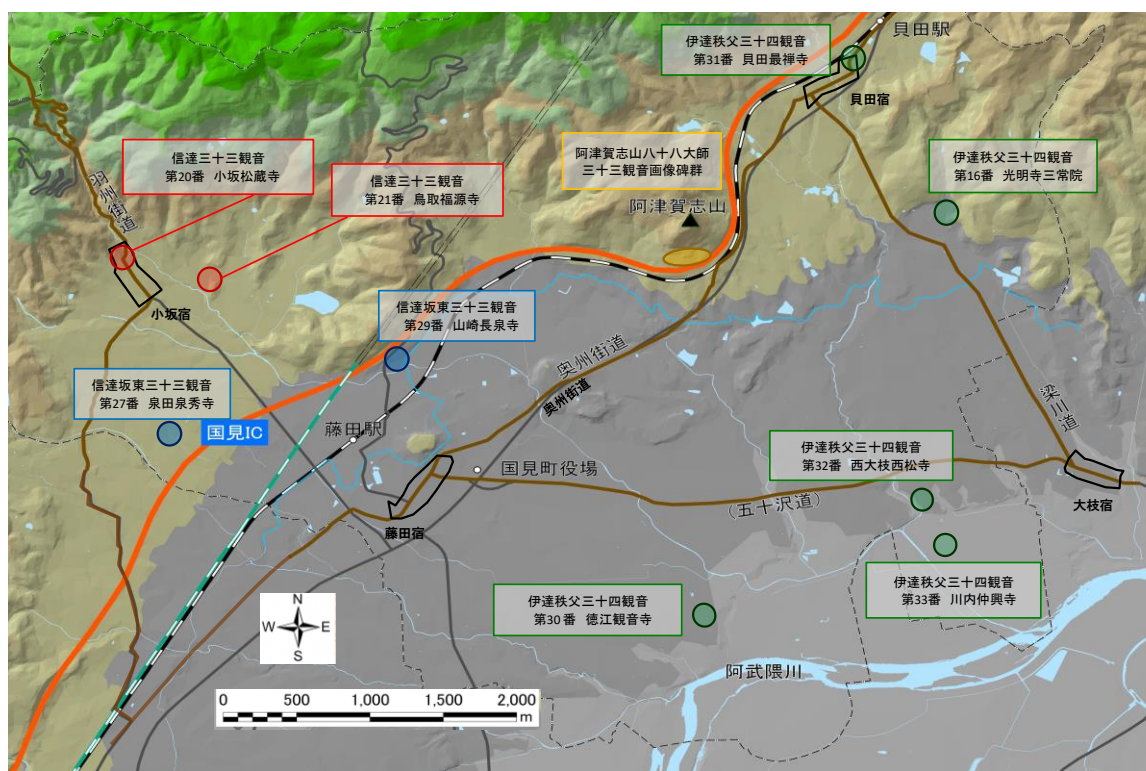 貝田駅
伊達秩父三十四観音
第31番 貝田最禅寺
貝田宿
信達三十三観音
第20番 小坂松蔵寺
信達三十三観音
第21番 鳥取福源寺
阿津賀志山八十八大師
三十三観音画像碑群
伊達秩父三十四観音
第16番 光明寺三常院
羽州街道
阿津賀志山
小坂宿
信達坂東三十三観音
第29番 山崎長泉寺
奥州街道
奥州街道
信達坂東三十三観音
第27番 泉田泉秀寺
国見IC
藤田駅
梁川道
国見町役場
伊達秩父三十四観音
第32番 西大枝西松寺
(五十沢道)
大枝宿
藤田宿
伊達秩父三十四観音
第33番 川内仲興寺
伊達秩父三十四観音
第30番 徳江観音寺
N
W E
S
阿武隈川
0 500 1,000 1,500 2,000
m